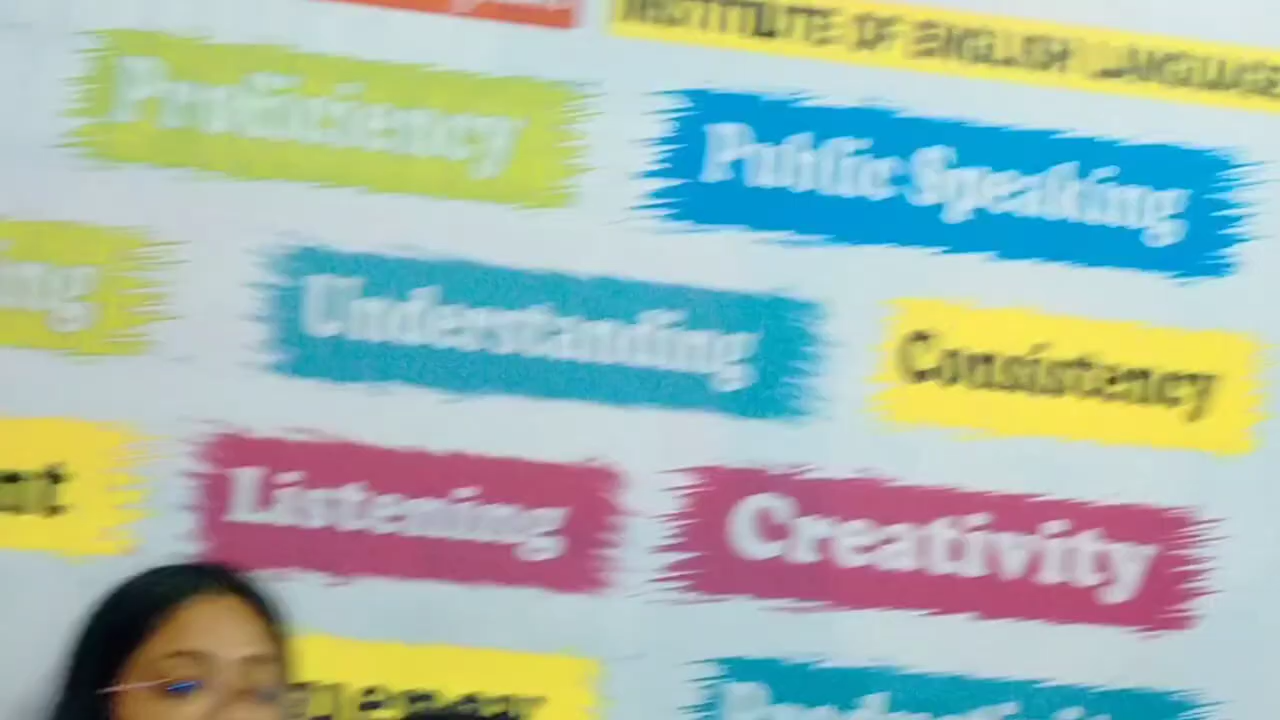 INSTITUTE OF ENGLISH LANGUAGE
Proficiency
Public Speaking
Understanding
Consistency
Listening
Creativity